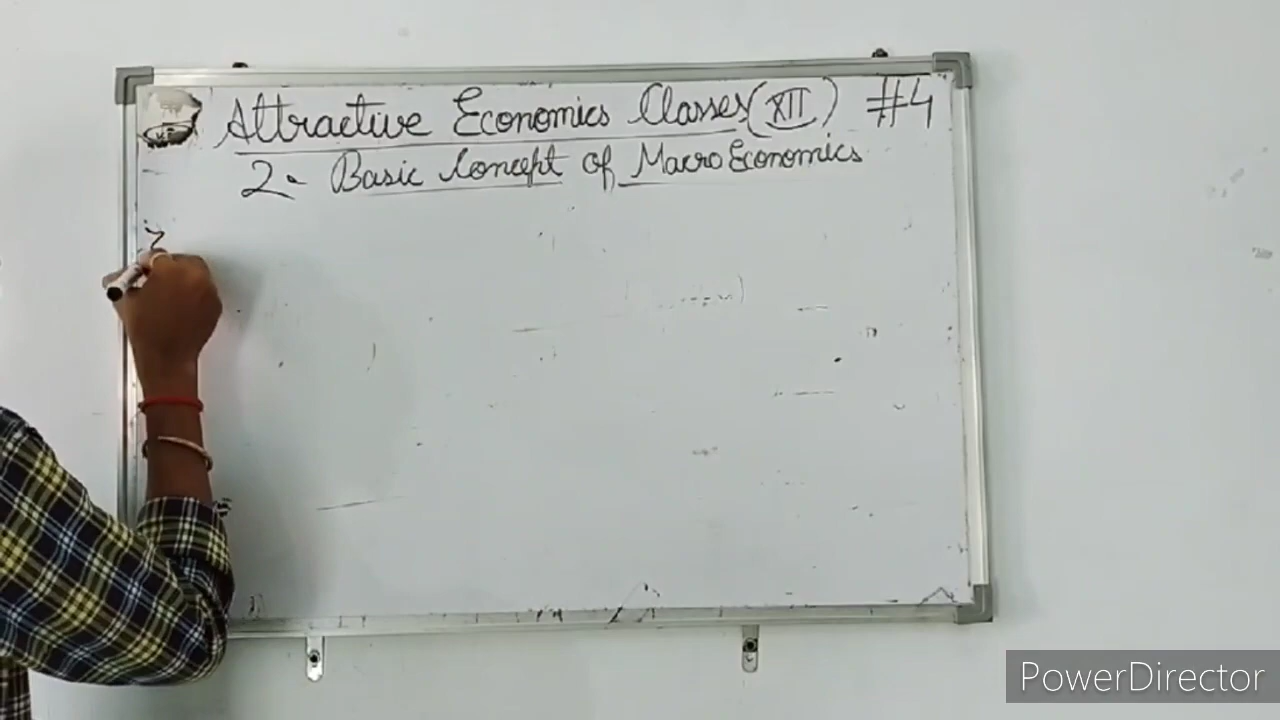 Attractive Economics Classes (XII) #4
2. Basic Concept of Macro Economics
PowerDirector